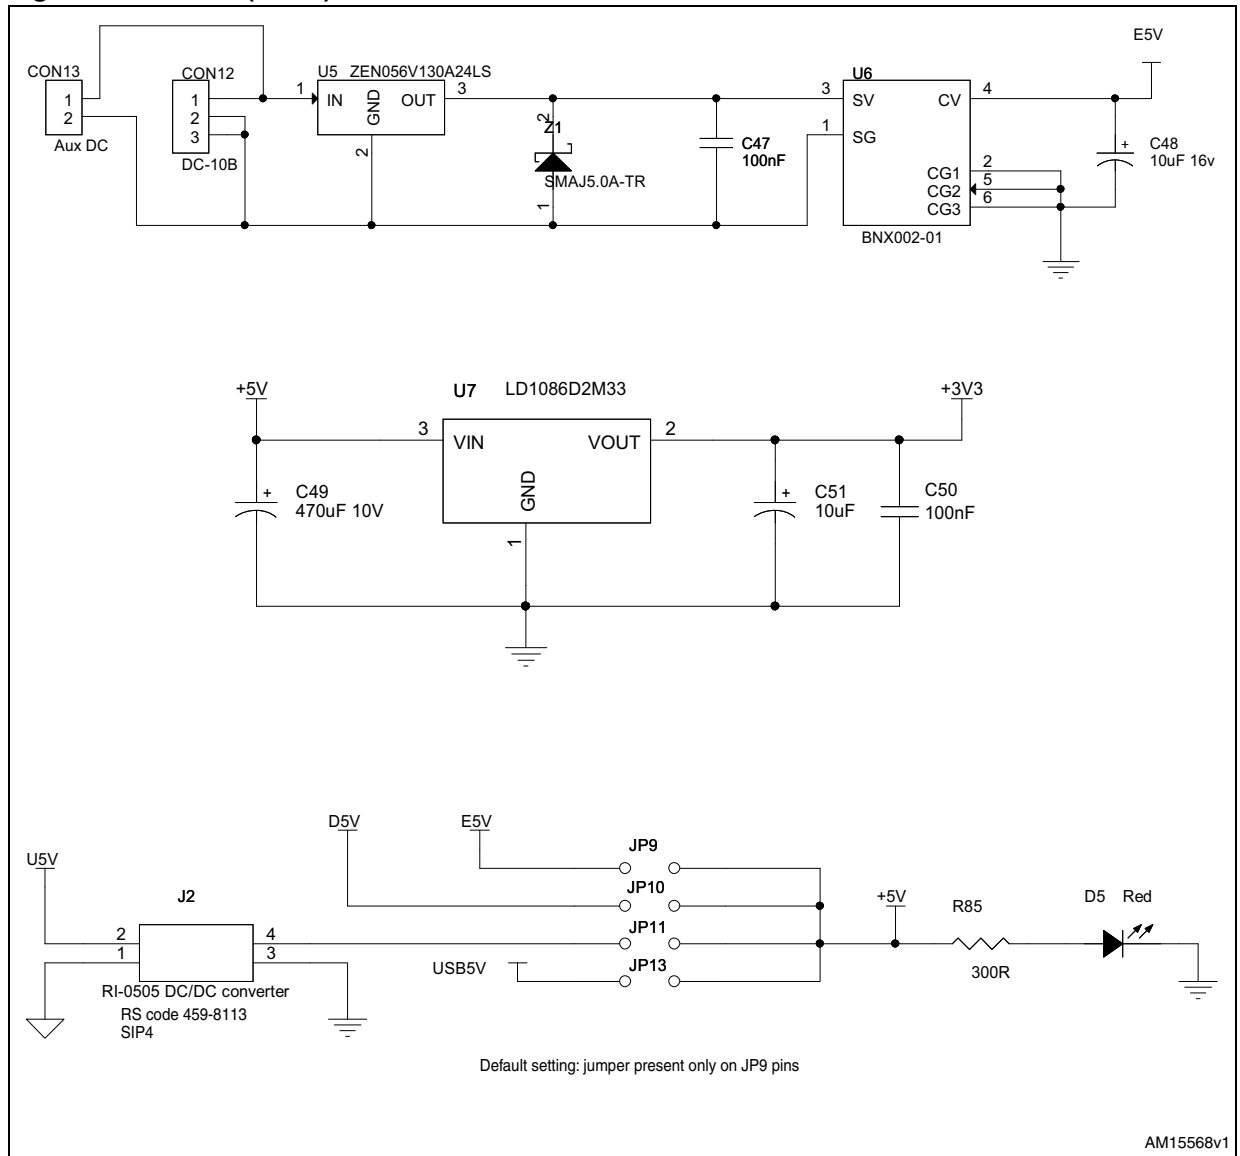 E5V
CON13
1
2
Aux DC
CON12
1
2
3
DC-10B
U5 ZEN056V130A24LS
1
IN
GND
OUT
3
2
2
Z1
SMAJ5.0A-TR
1
C47
100nF
U6
3
SV
1
SG
CV
4
CG1
2
CG2
5
CG3
6
BNX002-01
+
C48
10uF 16v
+5V
U7 LD1086D2M33
+3V3
3
VIN
VOUT
2
GND
1
+
C49
470uF 10V
+
C51
10uF
C50
100nF
D5V
E5V
U5V
J2
2
1
4
3
RI-0505 DC/DC converter
RS code 459-8113
SIP4
JP9
JP10
JP11
JP13
USB5V
+5V
R85
300R
D5 Red
Default setting: jumper present only on JP9 pins
AM15568v1